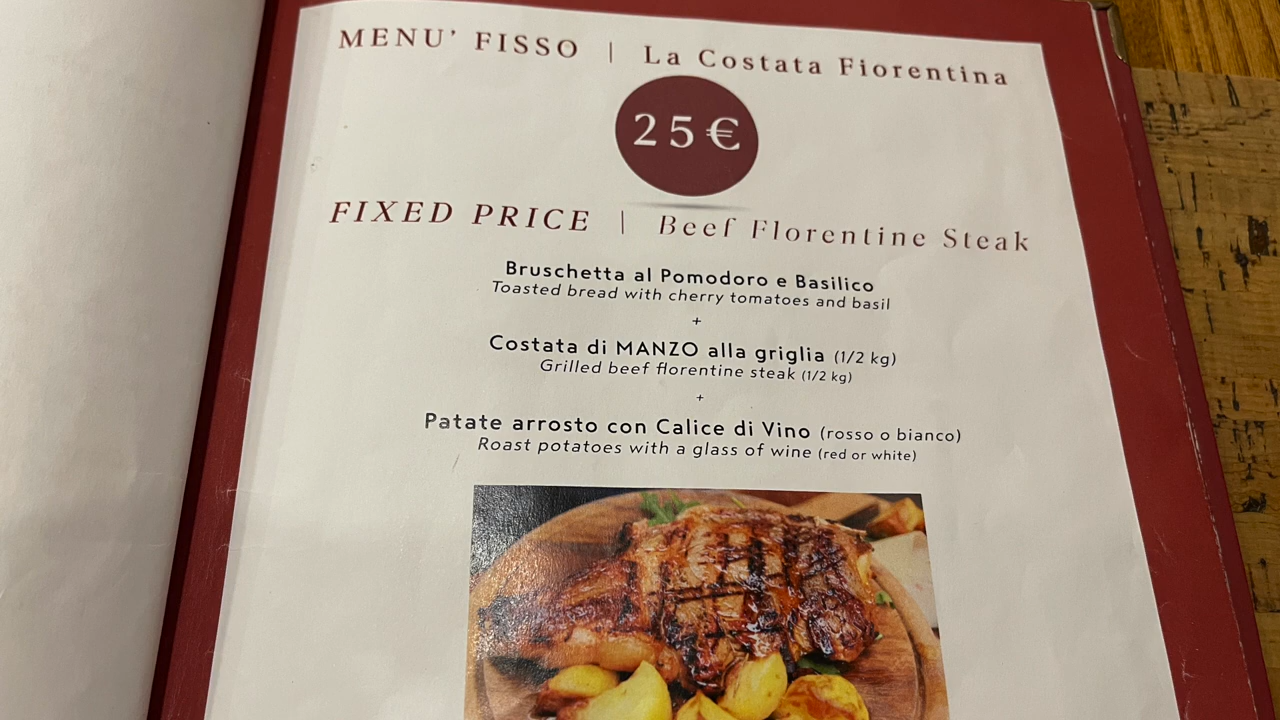 MENU' FISSO | La Costata Fiorentina
25€
FIXED PRICE | Beef Florentine Steak
Bruschetta al Pomodoro e Basilico
Toasted bread with cherry tomatoes and basil
+
Costata di MANZO alla griglia (1/2 kg)
Grilled beef florentine steak (1/2 kg)
+
Patate arrosto con Calice di Vino (rosso o bianco)
Roast potatoes with a glass of wine (red or white)